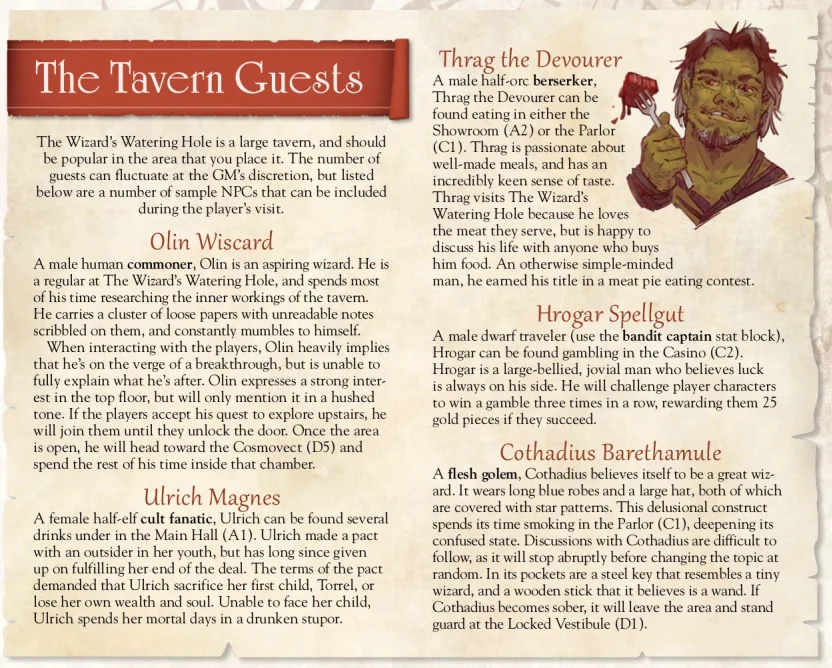 The Tavern Guests
The Wizard's Watering Hole is a large tavern, and should
be popular in the area that you place it. The number of
guests can fluctuate at the GM's discretion, but listed
below are a number of sample NPCs that can be included
during the player's visit.
Olin Wiscard
A male human commoner, Olin is an aspiring wizard. He is
a regular at The Wizard's Watering Hole, and spends most
of his time researching the inner workings of the tavern.
He carries a cluster of loose papers with unreadable notes
scribbled on them, and constantly mumbles to himself.
When interacting with the players, Olin heavily implies
that he's on the verge of a breakthrough, but is unable to
fully explain what he's after. Olin expresses a strong inter-
est in the top floor, but will only mention it in a hushed
tone. If the players accept his quest to explore upstairs, he
will join them until they unlock the door. Once the area
is open, he will head toward the Cosmovect (D5) and
spend the rest of his time inside that chamber.
Ulrich Magnes
A female half-elf cult fanatic, Ulrich can be found several
drinks under in the Main Hall (A1). Ulrich made a pact
with an outsider in her youth, but has long since given
up on fulfilling her end of the deal. The terms of the pact
demanded that Ulrich sacrifice her first child, Torrel, or
lose her own wealth and soul. Unable to face her child,
Ulrich spends her mortal days in a drunken stupor.
Thrag the Devourer
A male half-orc berserker,
Thrag the Devourer can be
found eating in either the
Showroom (A2) or the Parlor
(C1). Thrag is passionate about
well-made meals, and has an
incredibly keen sense of taste.
Thrag visits The Wizard's
Watering Hole because he loves
the meat they serve, but is happy to
discuss his life with anyone who buys
him food. An otherwise simple-minded
man, he earned his title in a meat pie eating contest.
Hrogar Spellgut
A male dwarf traveler (use the bandit captain stat block),
Hrogar can be found gambling in the Casino (C2).
Hrogar is a large-bellied, jovial man who believes luck
is always on his side. He will challenge player characters
to win a gamble three times in a row, rewarding them 25
gold pieces if they succeed.
Cothadius Barethamule
A flesh golem, Cothadius believes itself to be a great wiz-
ard. It wears long blue robes and a large hat, both of which
are covered with star patterns. This delusional construct
spends its time smoking in the Parlor (C1), deepening its
confused state. Discussions with Cothadius are difficult to
follow, as it will stop abruptly before changing the topic at
random. In its pockets are a steel key that resembles a tiny
wizard, and a wooden stick that it believes is a wand. If
Cothadius becomes sober, it will leave the area and stand
guard at the Locked Vestibule (D1).